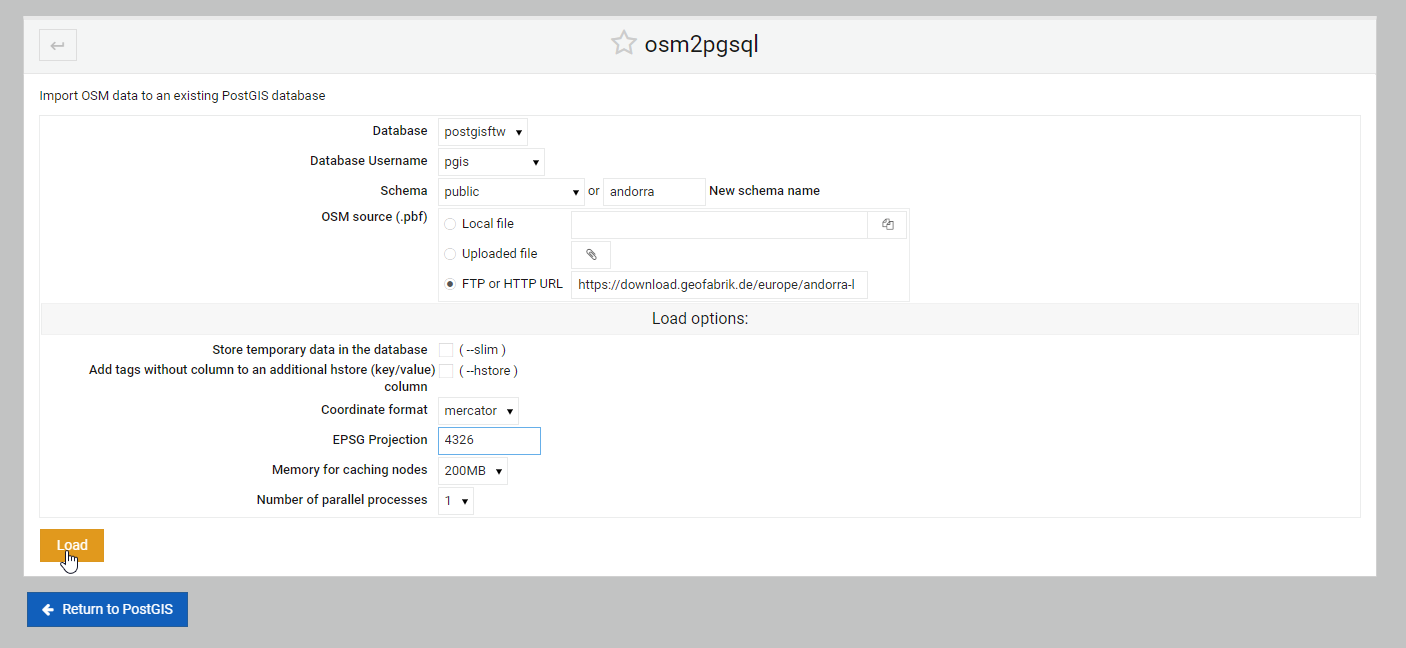 osm2pgsql
Import OSM data to an existing PostGIS database
Database postgisftw
Database Username pgis
Schema public or andorra New schema name
OSM source (.pbf) Local file
Uploaded file
FTP or HTTP URL https://download.geofabrik.de/europe/andorra-l
Load options:
Store temporary data in the database ( --slim )
Add tags without column to an additional hstore (key/value) ( --hstore )
column
Coordinate format mercator
EPSG Projection 4326
Memory for caching nodes 200MB
Number of parallel processes 1
Load
Return to PostGIS